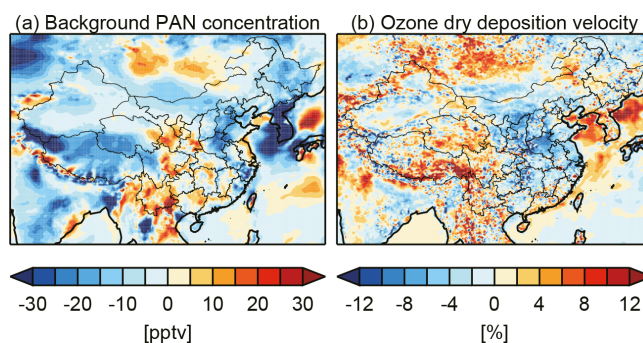 (a) Background PAN concentration
(b) Ozone dry deposition velocity
-30 -20 -10 0 10 20 30
-12 -8 -4 0 4 8 12
[pptv]
[%]